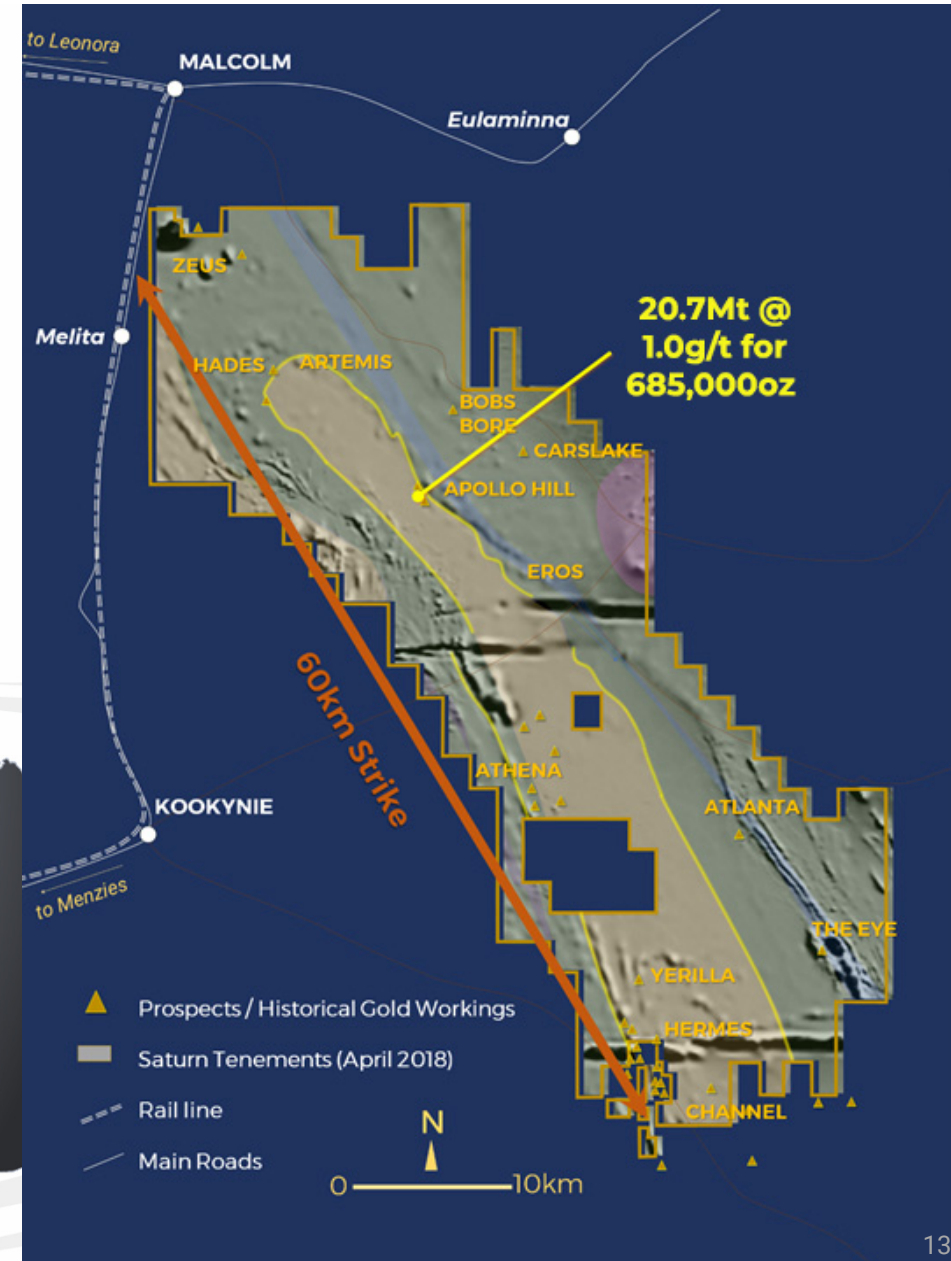 to Leonora
MALCOLM
Eulaminna
ZEUS
Melita
20.7Mt @
1.0g/t for
685,000oz
HADES
ARTEMIS
BOBS
BORE
CARSLAKE
APOLLO HILL
EROS
60km Strike
ATHENA
ATLANTA
KOOKYNIE
to Menzies
THE EYE
YERILLA
HERMES
CHANNEL
Prospects / Historical Gold Workings
Saturn Tenements (April 2018)
Rail line
Main Roads
N
0
10km
13